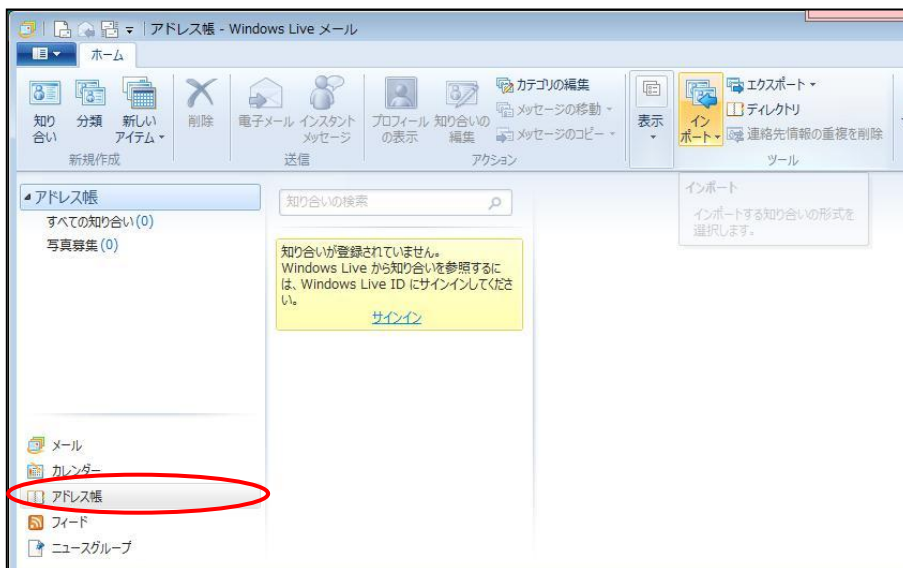 アドレス帳 - Windows Live メール
ホーム
知り合い
分類
新しいアイテム
削除
電子メール
インスタント メッセージ
プロフィールの表示
知り合いの編集
カテゴリの編集
メッセージの移動
メッセージのコピー
表示
インポート
エクスポート
ディレクトリ
連絡先情報の重複を削除
新規作成
送信
アクション
ツール
アドレス帳
すべての知り合い (0)
写真募集 (0)
知り合いの検索
インポート
インポートする知り合いの形式を
選択します。
知り合いが登録されていません。
Windows Live から知り合いを参照するに
は、Windows Live ID にサインインしてくださ
い。
サインイン
メール
カレンダー
アドレス帳
フィード
ニュースグループ